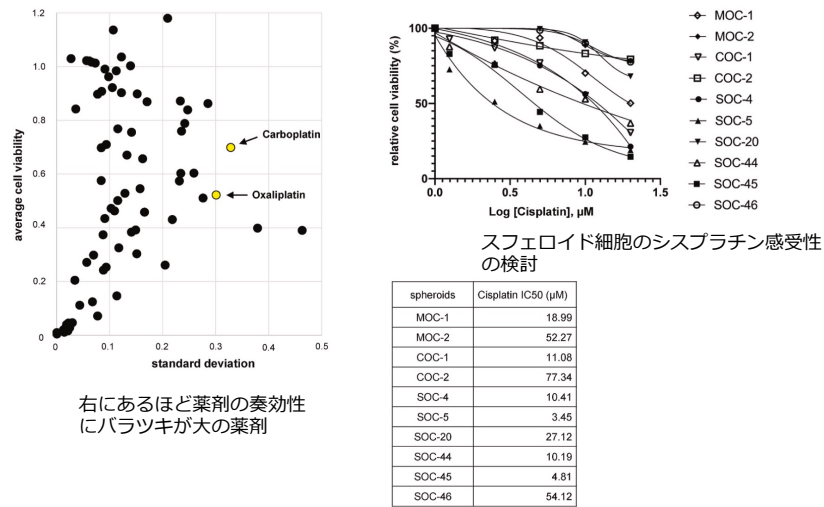 1.2
1.0
0.8
0.6
0.4
0.2
0
0
0.1
0.2
0.3
0.4
0.5
average cell viability
standard deviation
Carboplatin
Oxaliplatin
右にあるほど薬剤の奏効性
にバラツキが大の薬剤
relative cell viability (%)
100
50
0
0.0
0.5
1.0
1.5
Log [Cisplatin], μM
MOC-1
MOC-2
COC-1
COC-2
SOC-4
SOC-5
SOC-20
SOC-44
SOC-45
SOC-46
スフェロイド細胞のシスプラチン感受性
の検討
spheroids Cisplatin IC50 (μM)
MOC-1 18.99
MOC-2 52.27
COC-1 11.08
COC-2 77.34
SOC-4 10.41
SOC-5 3.45
SOC-20 27.12
SOC-44 10.19
SOC-45 4.81
SOC-46 54.12